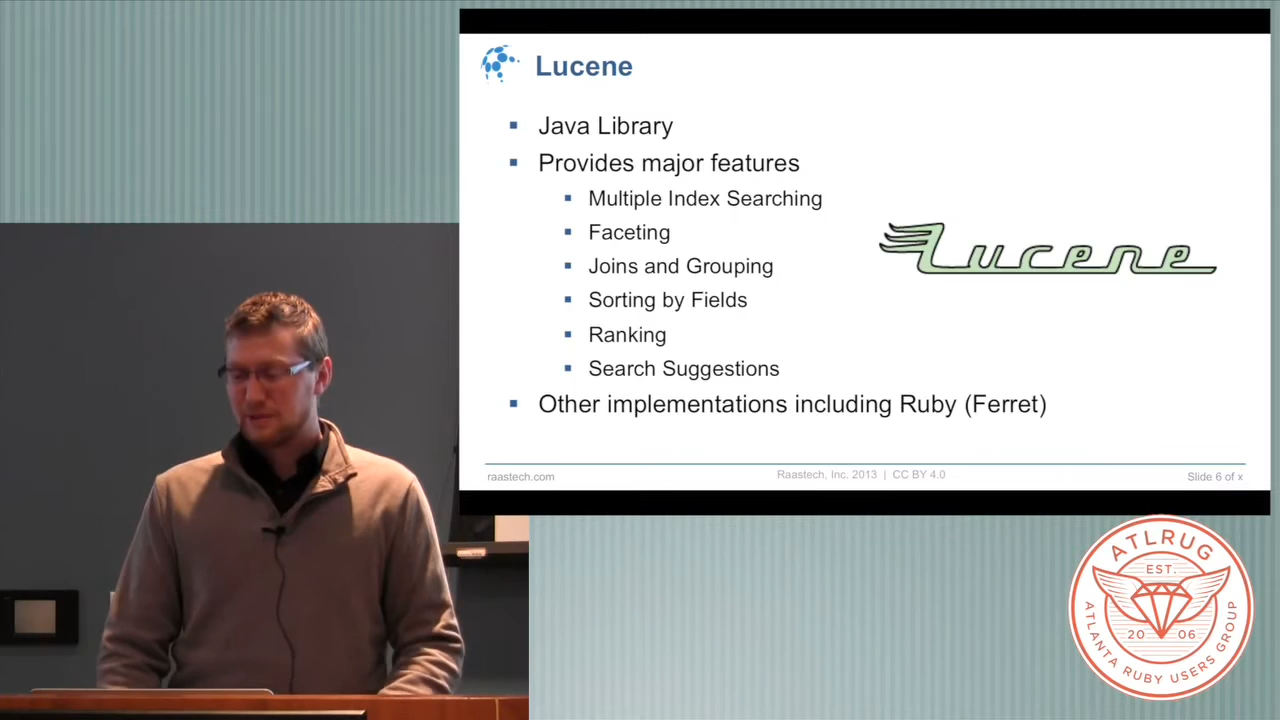 Lucene
Java Library
Provides major features
Multiple Index Searching
Faceting
Joins and Grouping
Sorting by Fields
Ranking
Search Suggestions
Other implementations including Ruby (Ferret)
Lucene
raastech.com
Raastech, Inc. 2013 | CC BY 4.0
Slide 6 of x
ATLRUG
EST.
20 06
ATLANTA RUBY USERS GROUP